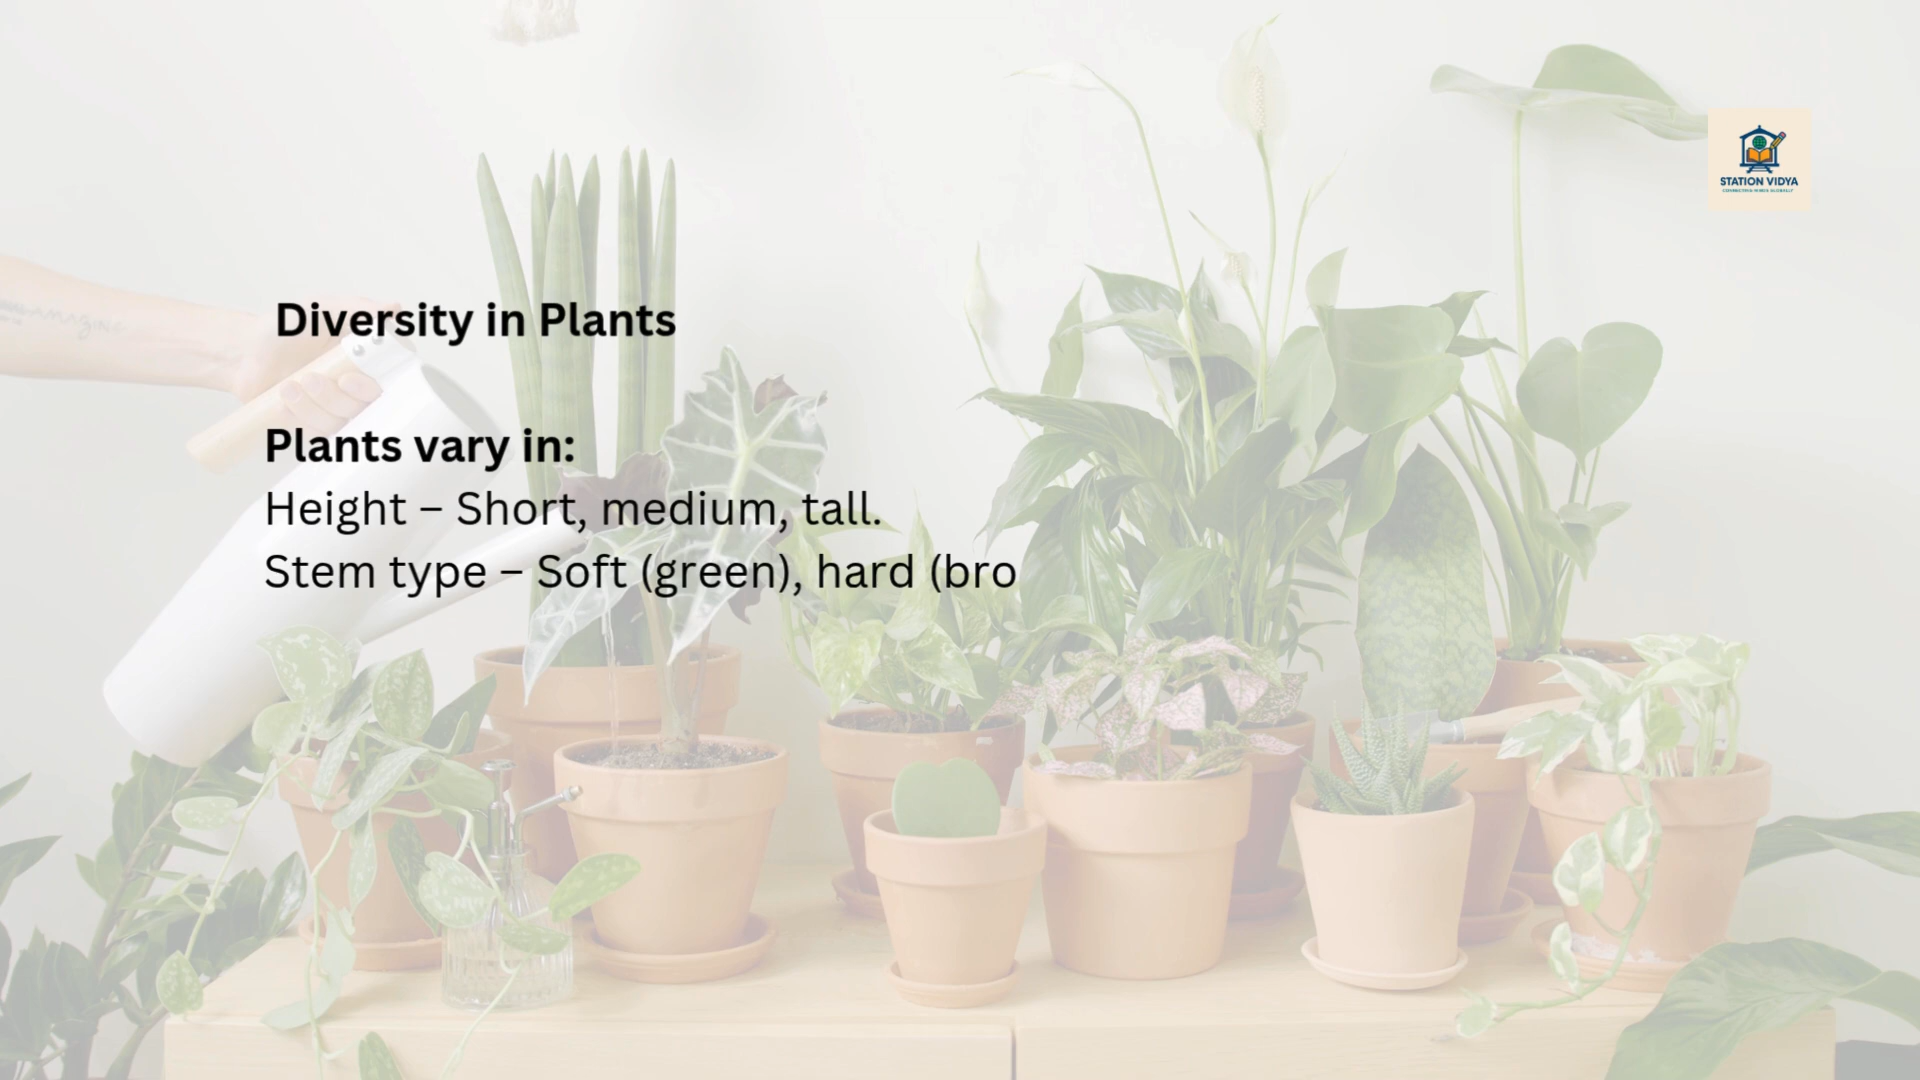 STATION VIDYA
Diversity in Plants
Plants vary in:
Height – Short, medium, tall.
Stem type – Soft (green), hard (bro